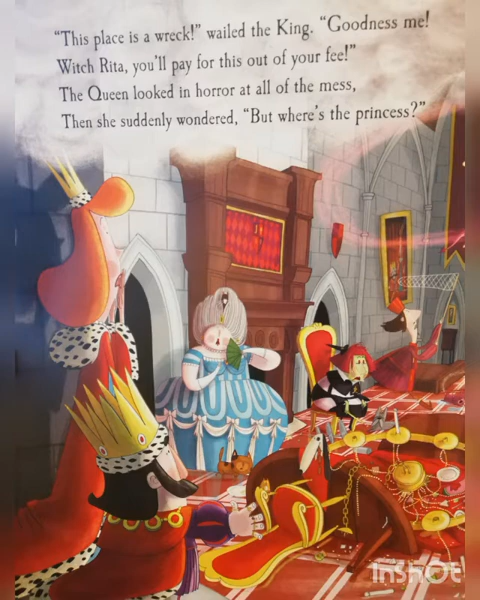 “This place is a wreck!” wailed the King. “Goodness me!
Witch Rita, you’ll pay for this out of your fee!”
The Queen looked in horror at all of the mess,
Then she suddenly wondered, “But where’s the princess?”
InShOt